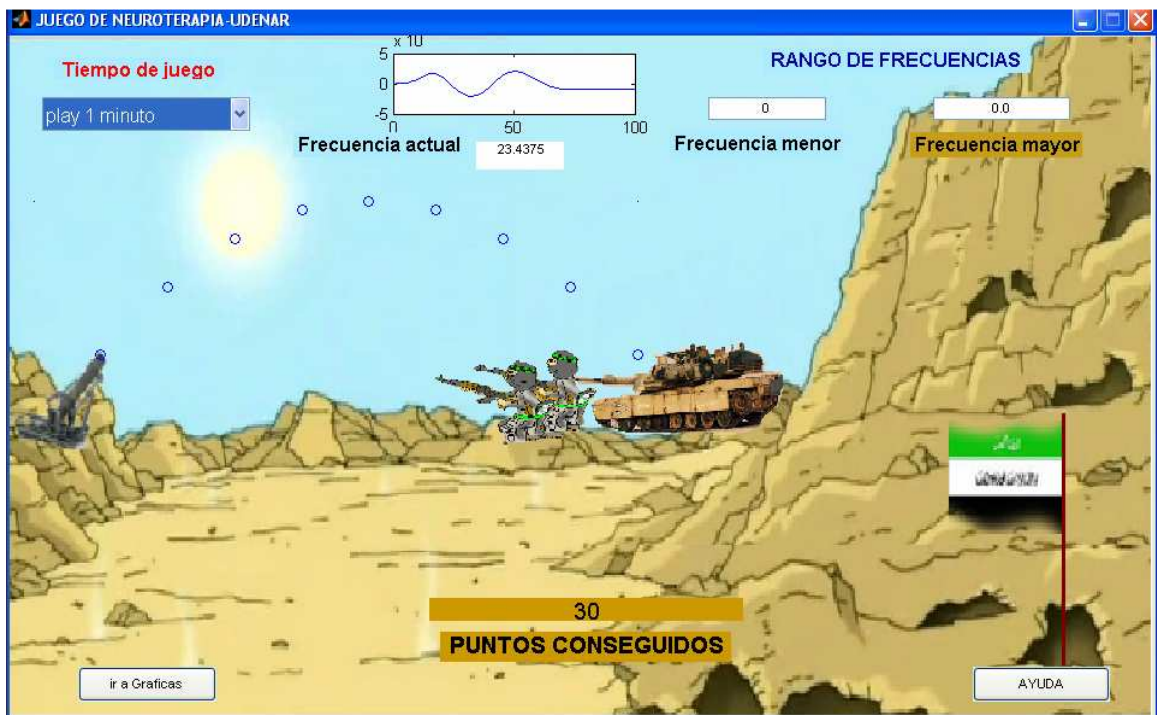 JUEGO DE NEUROTERAPIA-UDENAR
Tiempo de juego
play 1 minuto
x 10
5
0
-5
0 50 100
Frecuencia actual
23.4375
RANGO DE FRECUENCIAS
0
0.0
Frecuencia menor
Frecuencia mayor
30
PUNTOS CONSEGUIDOS
ir a Graficas
AYUDA